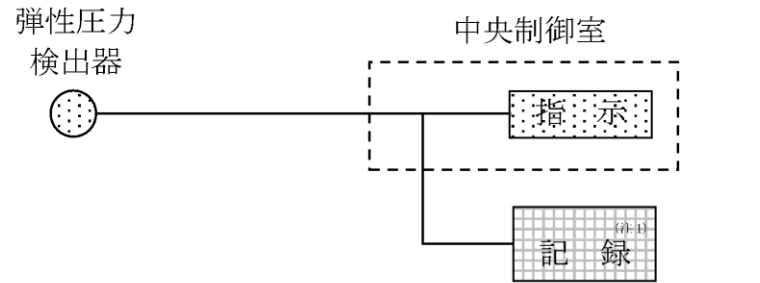 弾性圧力
検出器
中央制御室
指 示
(注1)
記 録